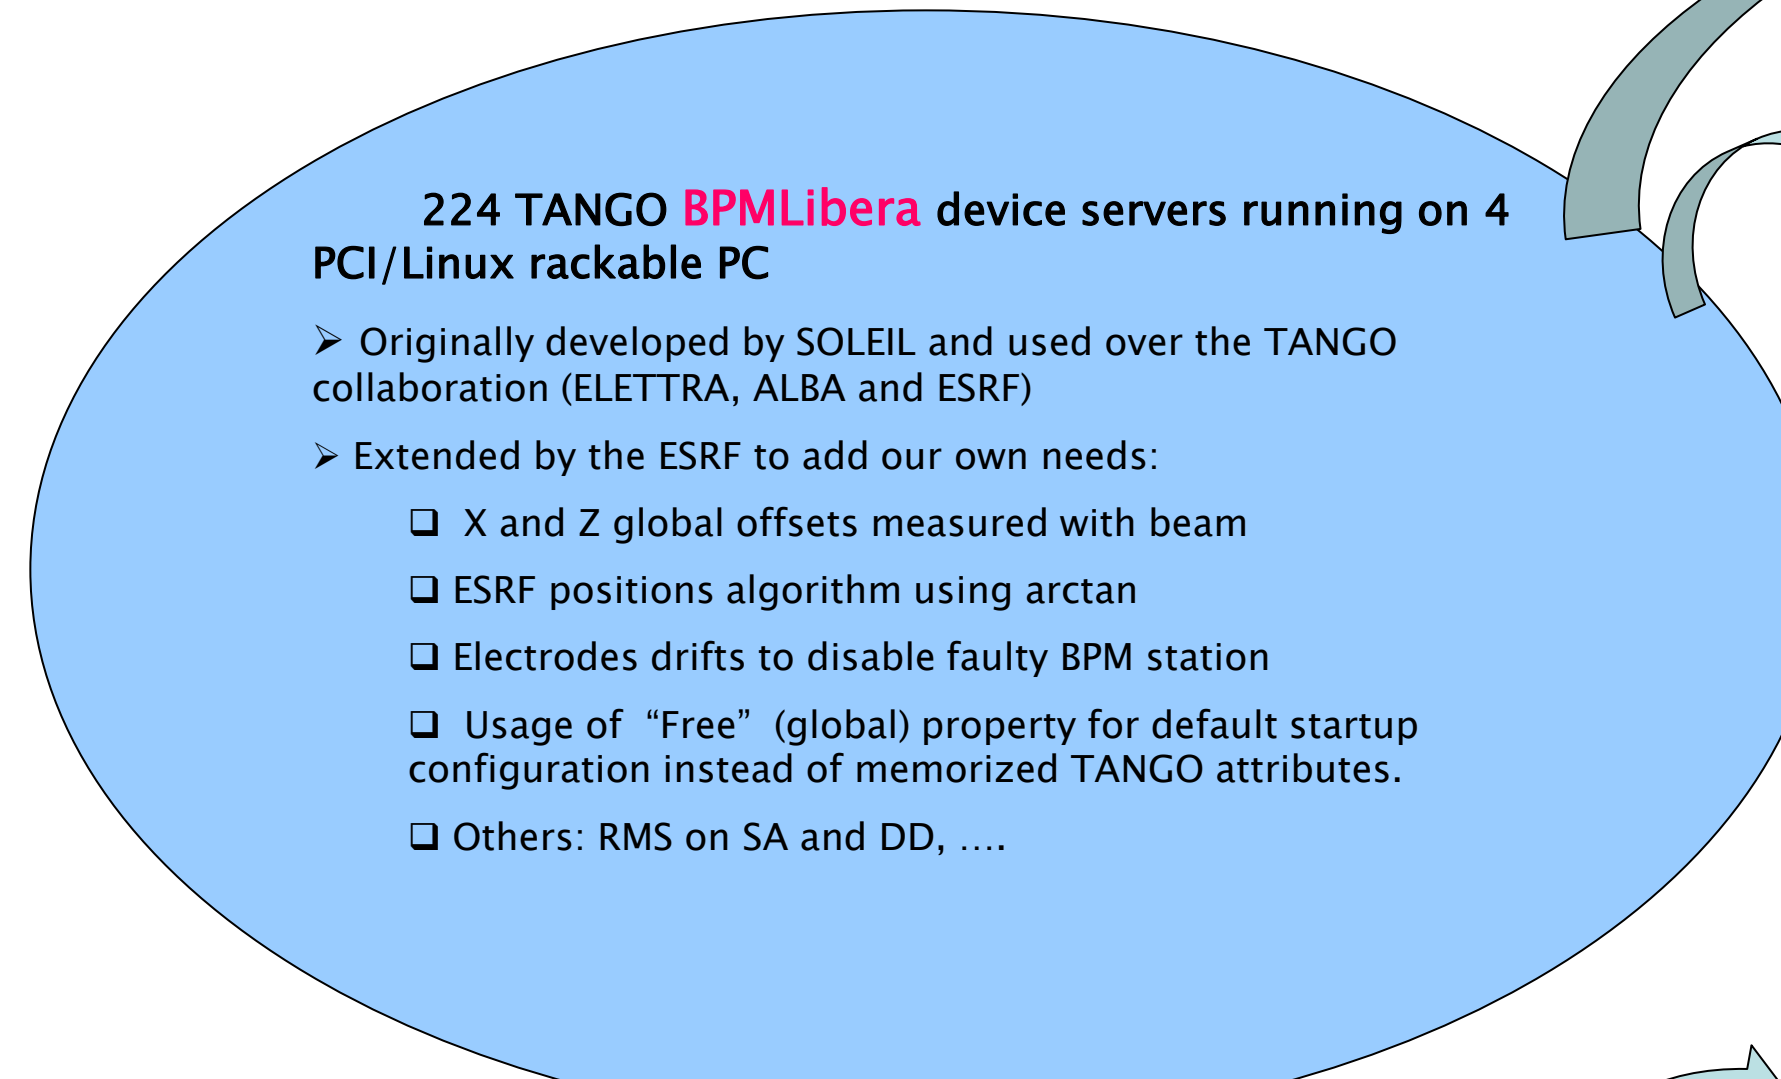 224 TANGO BPMLibera device servers running on 4
PCI/Linux rackable PC
➢ Originally developed by SOLEIL and used over the TANGO
collaboration (ELETTRA, ALBA and ESRF)
➢ Extended by the ESRF to add our own needs:
❑ X and Z global offsets measured with beam
❑ ESRF positions algorithm using arctan
❑ Electrodes drifts to disable faulty BPM station
❑ Usage of “Free” (global) property for default startup
configuration instead of memorized TANGO attributes.
❑ Others: RMS on SA and DD, ….